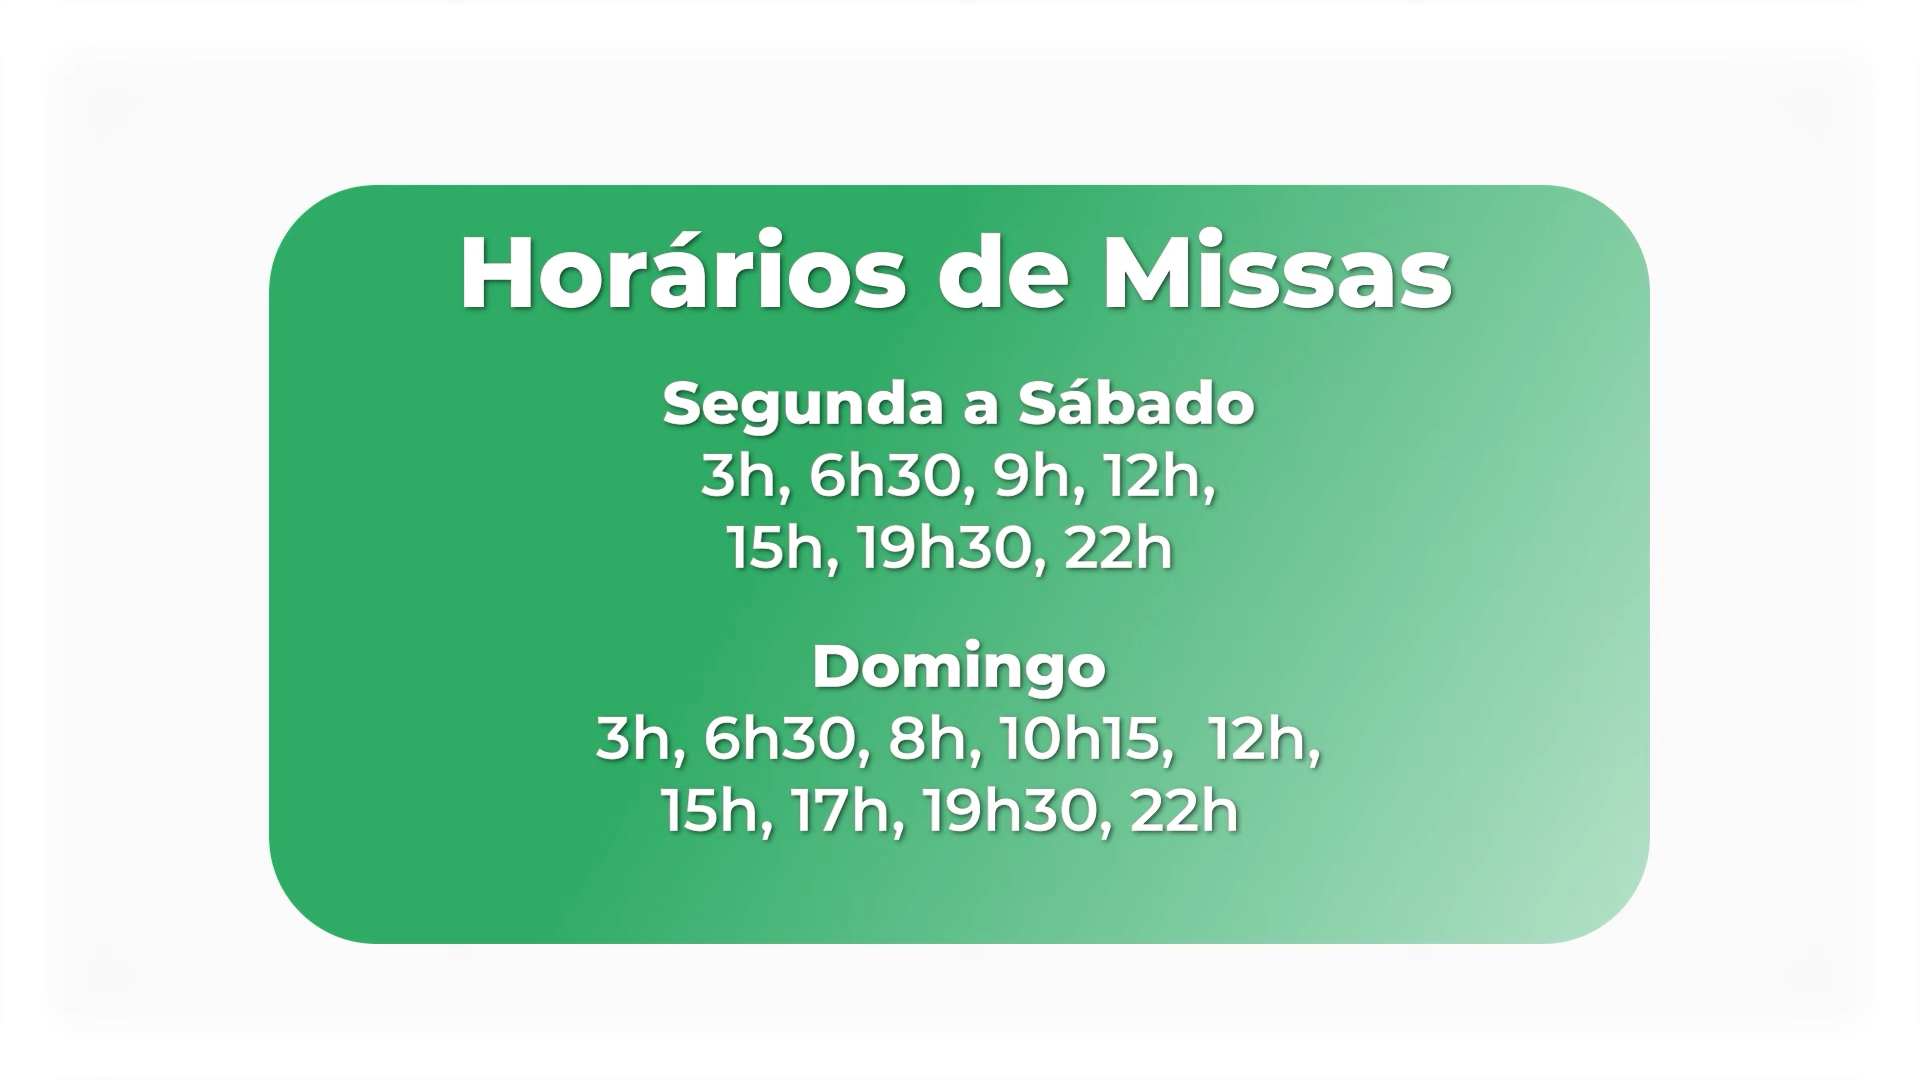 Horários de Missas
Segunda a Sábado
3h, 6h30, 9h, 12h,
15h, 19h30, 22h
Domingo
3h, 6h30, 8h, 10h15,  12h,
15h, 17h, 19h30, 22h